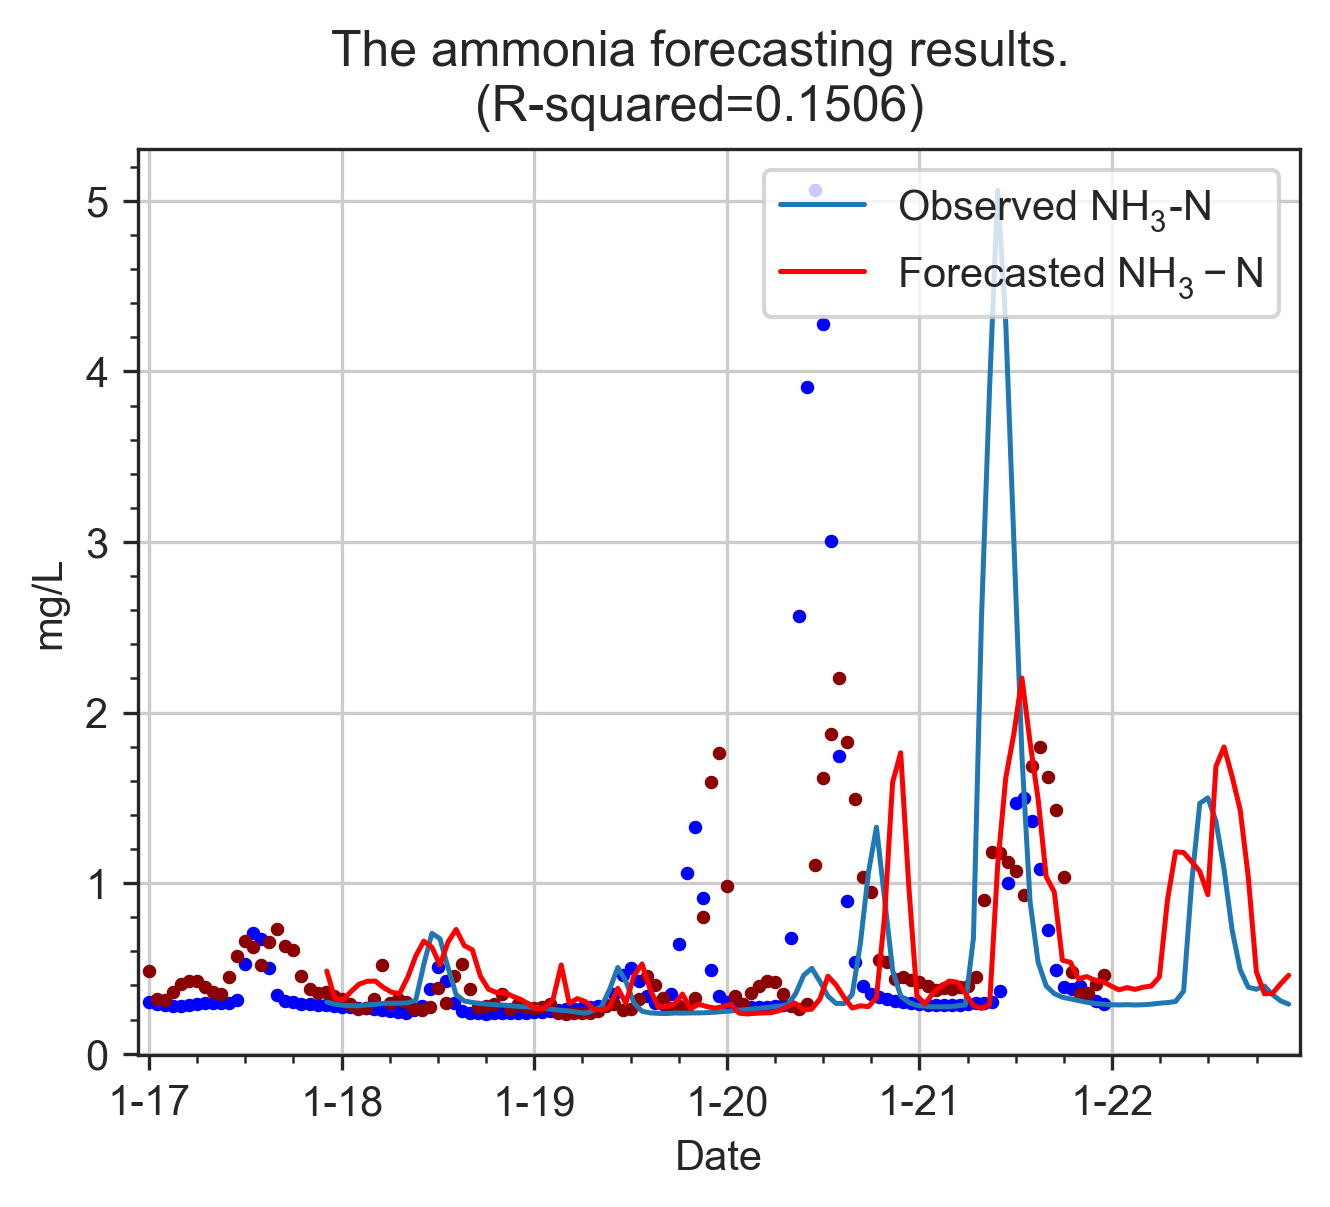 The ammonia forecasting results.
(R-squared=0.1506)
Observed NH₃-N
Forecasted NH₃ – N
5
4
3
2
1
0
mg/L
1-17 1-18 1-19 1-20 1-21 1-22
Date